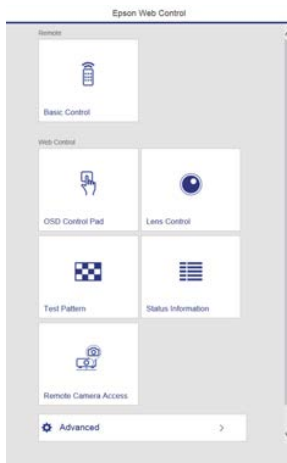 Epson Web Control
Remote
Basic Control
Web Control
OSD Control Pad
Lens Control
Test Pattern
Status Information
Remote Camera Access
Advanced